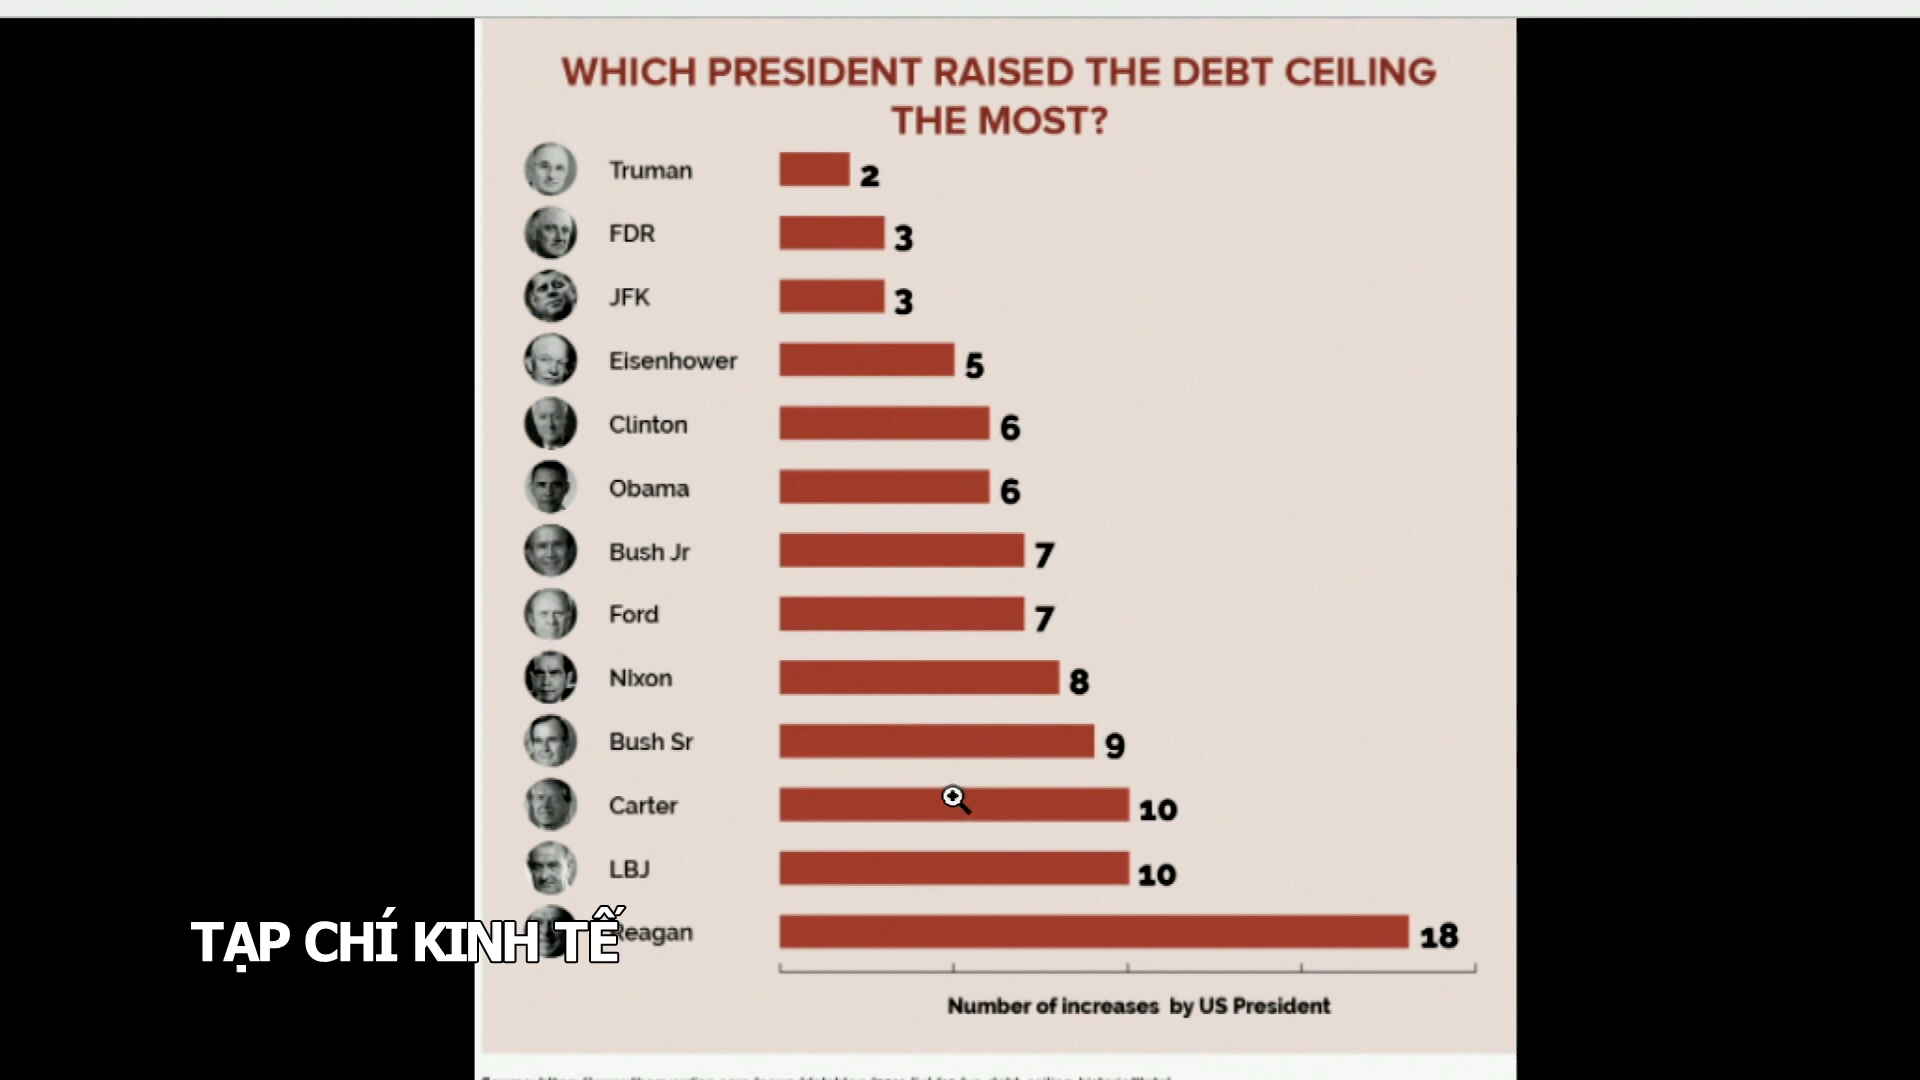 WHICH PRESIDENT RAISED THE DEBT CEILING
THE MOST?
Truman 2
FDR 3
JFK 3
Eisenhower 5
Clinton 6
Obama 6
Bush Jr 7
Ford 7
Nixon 8
Bush Sr 9
Carter 10
LBJ 10
Reagan 18
TẠP CHÍ KINH TẾ
Number of increases by US President